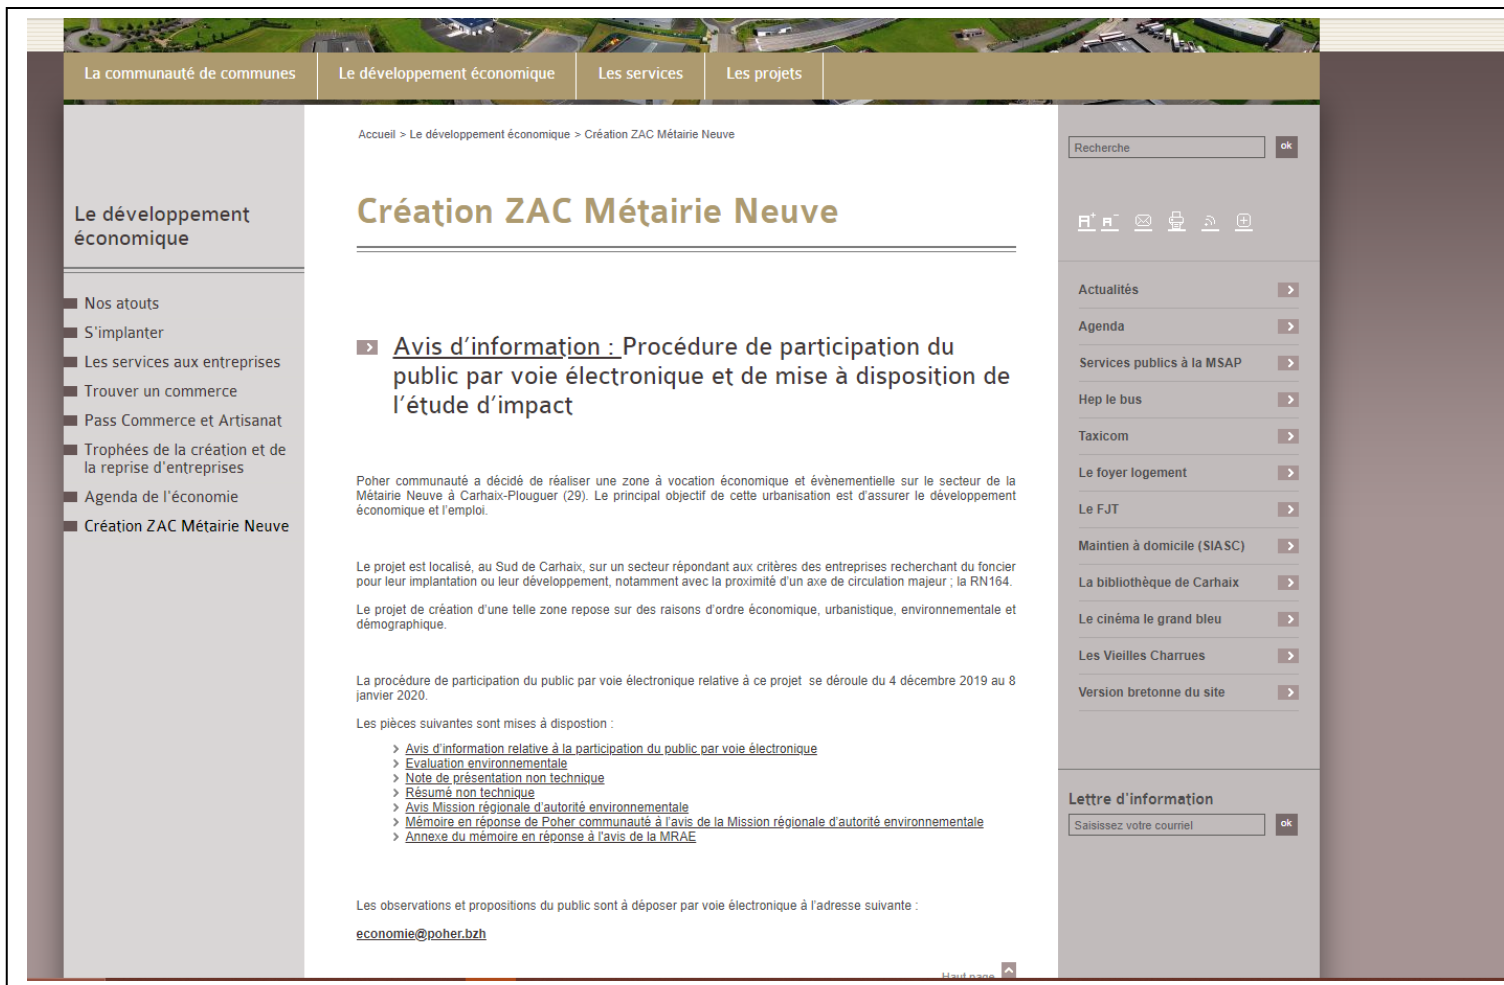 La communauté de communes
Le développement économique
Les services
Les projets
Le développement
économique
Nos atouts
S'implanter
Les services aux entreprises
Trouver un commerce
Pass Commerce et Artisanat
Trophées de la création et de
la reprise d'entreprises
Agenda de l'économie
Création ZAC Métairie Neuve
Accueil > Le développement économique > Création ZAC Métairie Neuve
Création ZAC Métairie Neuve
Avis d'information : Procédure de participation du
public par voie électronique et de mise à disposition de
l'étude d'impact
Poher communauté a décidé de réaliser une zone à vocation économique et évènementielle sur le secteur de la
Métairie Neuve à Carhaix-Plouguer (29). Le principal objectif de cette urbanisation est d'assurer le développement
économique et l'emploi.
Le projet est localisé, au Sud de Carhaix, sur un secteur répondant aux critères des entreprises recherchant du foncier
pour leur implantation ou leur développement, notamment avec la proximité d'un axe de circulation majeur ; la RN164.
Le projet de création d'une telle zone repose sur des raisons d'ordre économique, urbanistique, environnementale et
démographique.
La procédure de participation du public par voie électronique relative à ce projet se déroule du 4 décembre 2019 au 8
janvier 2020.
Les pièces suivantes sont mises à dispostion :
> Avis d'information relative à la participation du public par voie électronique
> Evaluation environnementale
> Note de présentation non technique
> Résumé non technique
> Avis Mission régionale d'autorité environnementale
> Mémoire en réponse de Poher communauté à l'avis de la Mission régionale d'autorité environnementale
> Annexe du mémoire en réponse à l'avis de la MRAE
Les observations et propositions du public sont à déposer par voie électronique à l'adresse suivante :
economie@poher.bzh
Haut page
Recherche
ok
A+ A-
Actualités
Agenda
Services publics à la MSAP
Hep le bus
Taxicom
Le foyer logement
Le FJT
Maintien à domicile (SIASC)
La bibliothèque de Carhaix
Le cinéma le grand bleu
Les Vieilles Charrues
Version bretonne du site
Lettre d'information
Saisissez votre courriel
ok